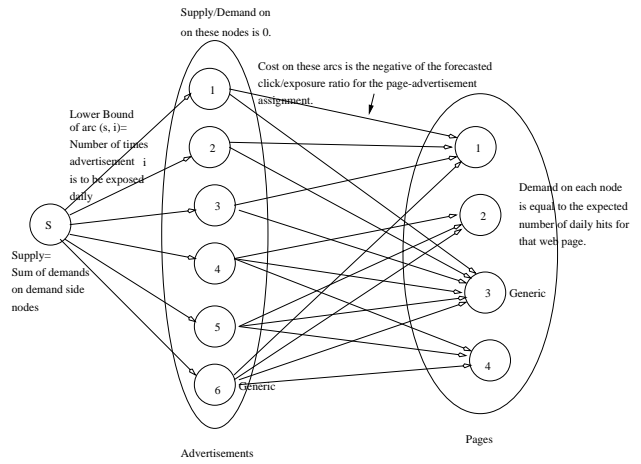 Supply/Demand on
on these nodes is 0.
Cost on these arcs is the negative of the forecasted
click/exposure ratio for the page-advertisement
assignment.
Lower Bound
of arc (s, i)=
Number of times
advertisement i
is to be exposed
daily
S
Supply=
Sum of demands
on demand side
nodes
1
2
3
4
5
6
Generic
Advertisements
1
2
3
Generic
4
Demand on each node
is equal to the expected
number of daily hits for
that web page.
Pages